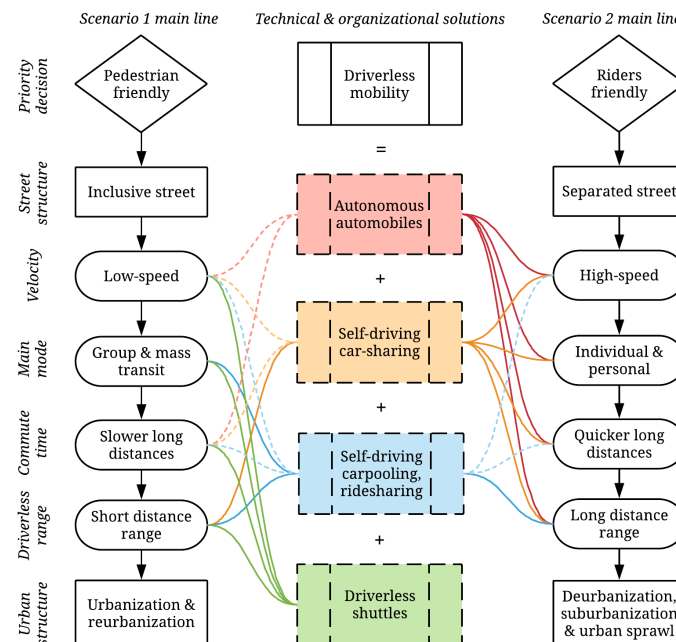 Scenario 1 main line
Technical & organizational solutions
Scenario 2 main line
Priority
decision
Pedestrian
friendly
Driverless
mobility
Riders
friendly
=
Street
structure
Inclusive street
Autonomous
automobiles
Separated street
Velocity
Low-speed
+
High-speed
Main
mode
Group & mass
transit
Self-driving
car-sharing
Individual &
personal
+
Commute
time
Slower long
distances
Self-driving
carpooling,
ridesharing
Quicker long
distances
Driverless
range
Short distance
range
+
Long distance
range
Urban
structure
Urbanization &
reurbanization
Driverless
shuttles
Deurbanization,
suburbanization
& urban sprawl